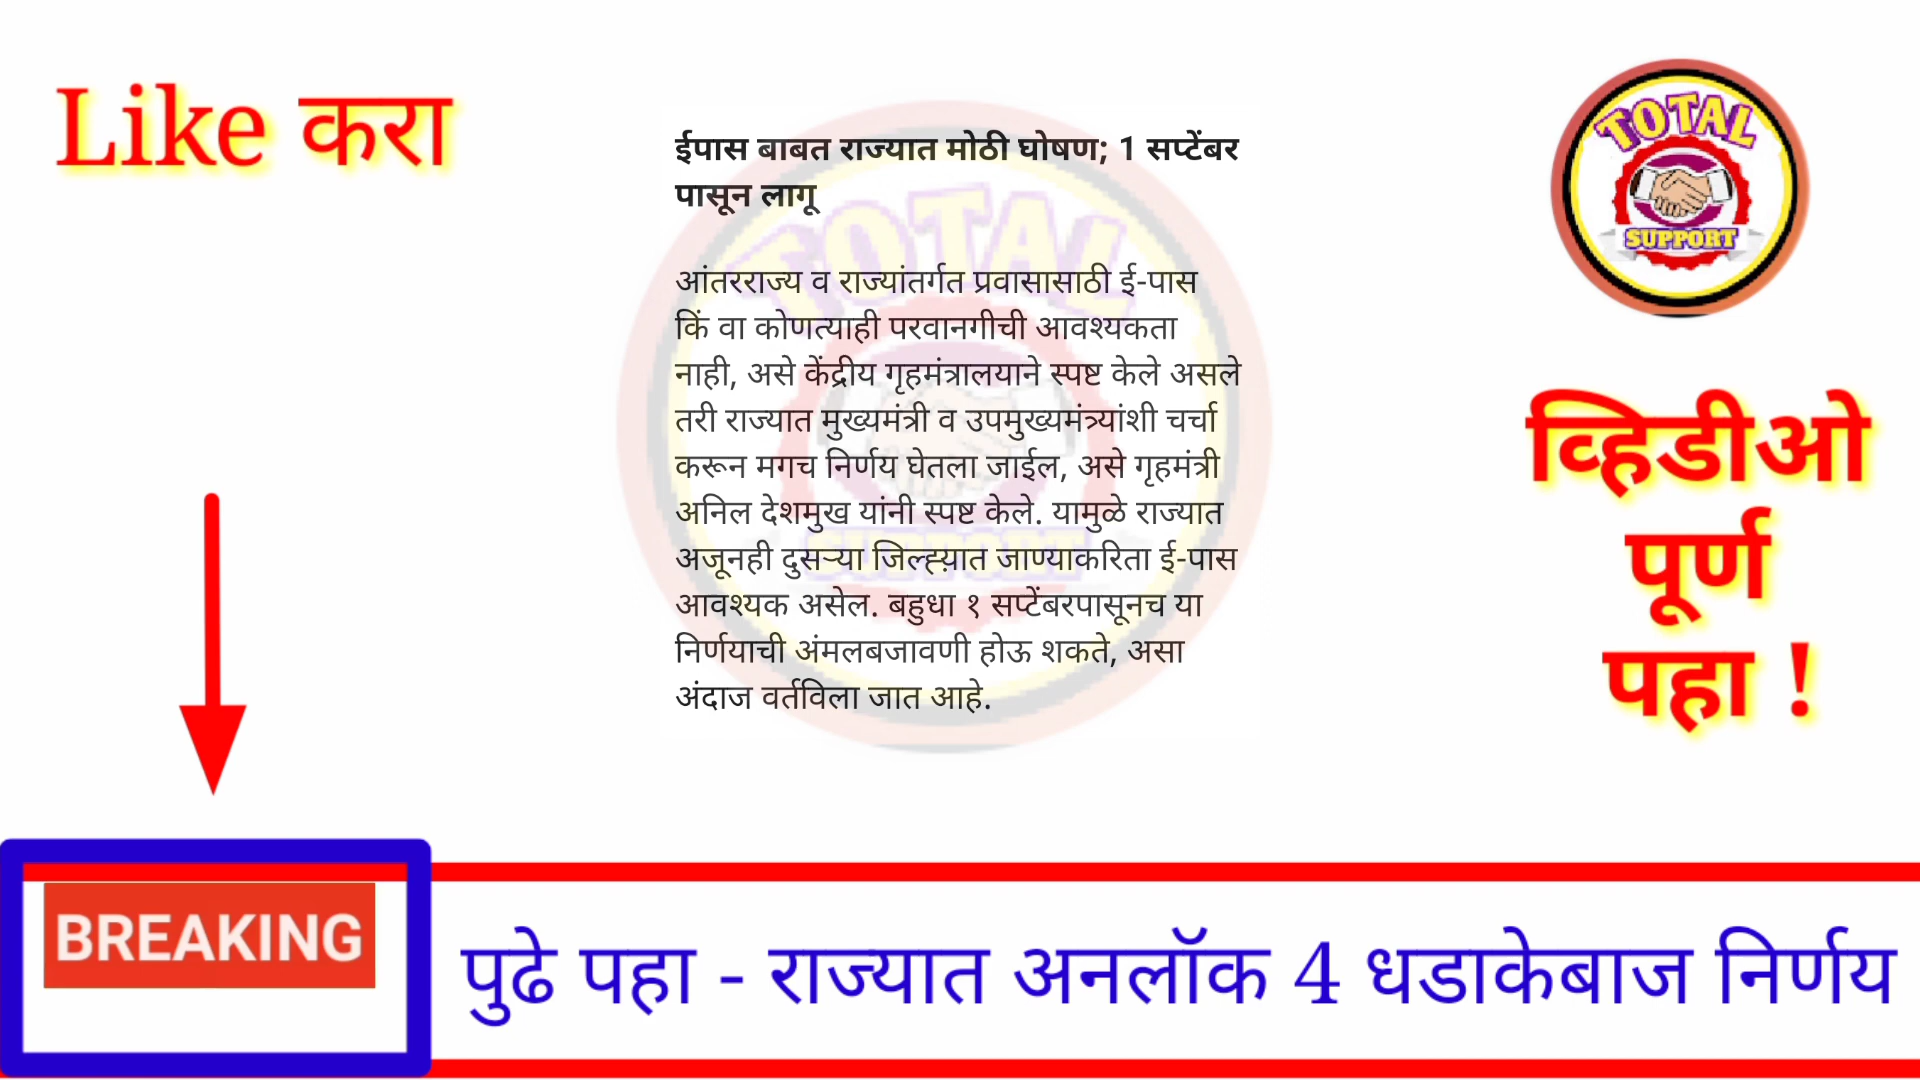 Like करा
ईपास बाबत राज्यात मोठी घोषण; 1 सप्टेंबर
पासून लागू
आंतरराज्य व राज्यांतर्गत प्रवासासाठी ई-पास
किं वा कोणत्याही परवानगीची आवश्यकता
नाही, असे केंद्रीय गृहमंत्रालयाने स्पष्ट केले असले
तरी राज्यात मुख्यमंत्री व उपमुख्यमंत्र्यांशी चर्चा
करून मगच निर्णय घेतला जाईल, असे गृहमंत्री
अनिल देशमुख यांनी स्पष्ट केले. यामुळे राज्यात
अजूनही दुसऱ्या जिल्ह्य़ात जाण्याकरिता ई-पास
आवश्यक असेल. बहुधा १ सप्टेंबरपासूनच या
निर्णयाची अंमलबजावणी होऊ शकते, असा
अंदाज वर्तविला जात आहे.
TOTAL
SUPPORT
TOTAL
SUPPORT
व्हिडीओ
पूर्ण
पहा !
BREAKING
पुढे पहा - राज्यात अनलॉक 4 धडाकेबाज निर्णय